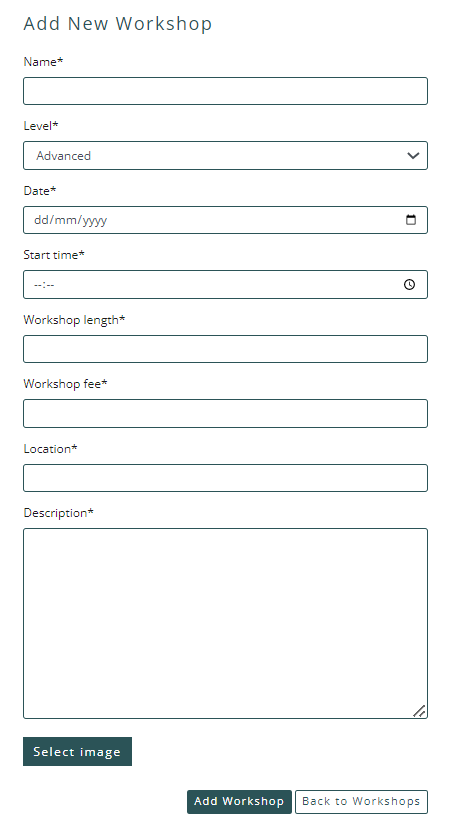 Add New Workshop
Name*
Level*
Advanced
Date*
dd/mm/yyyy
Start time*
--:--
Workshop length*
Workshop fee*
Location*
Description*
Select image
Add Workshop Back to Workshops